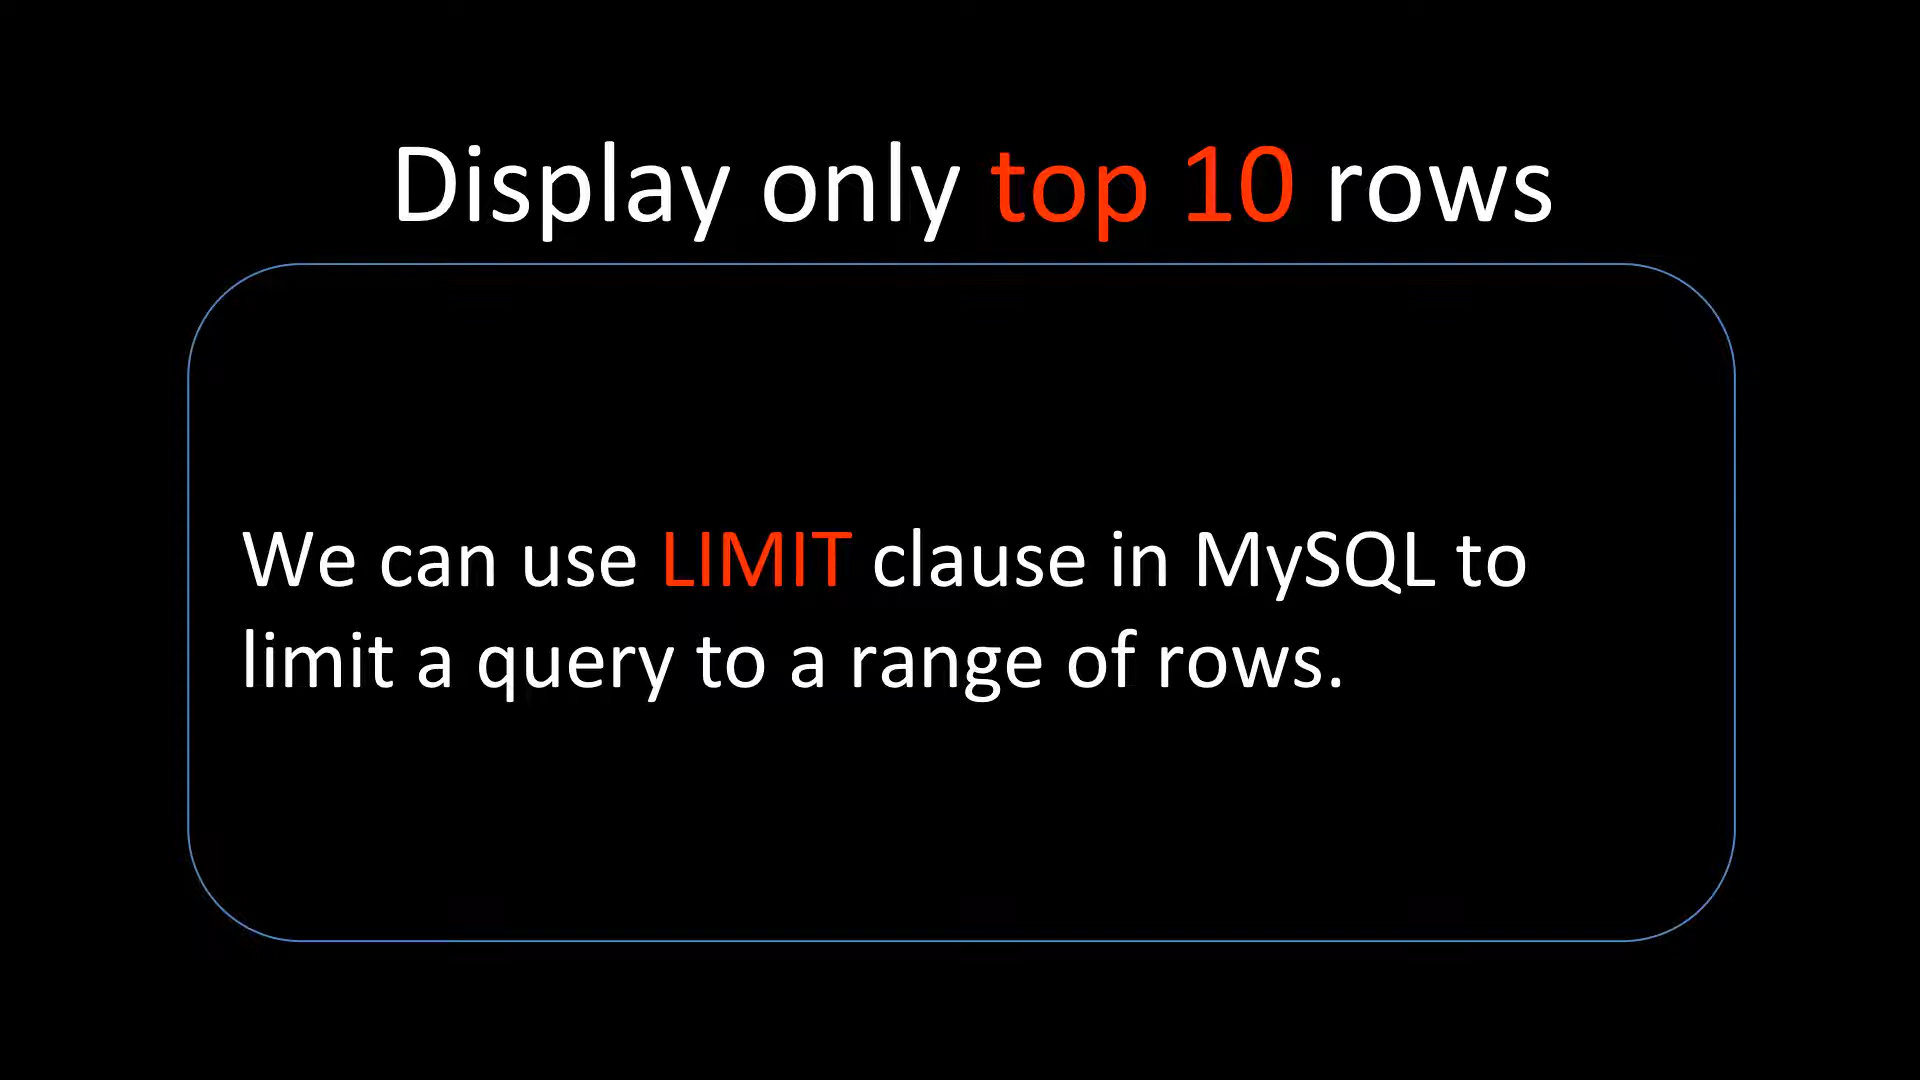 Display only top 10 rows
We can use LIMIT clause in MySQL to
limit a query to a range of rows.